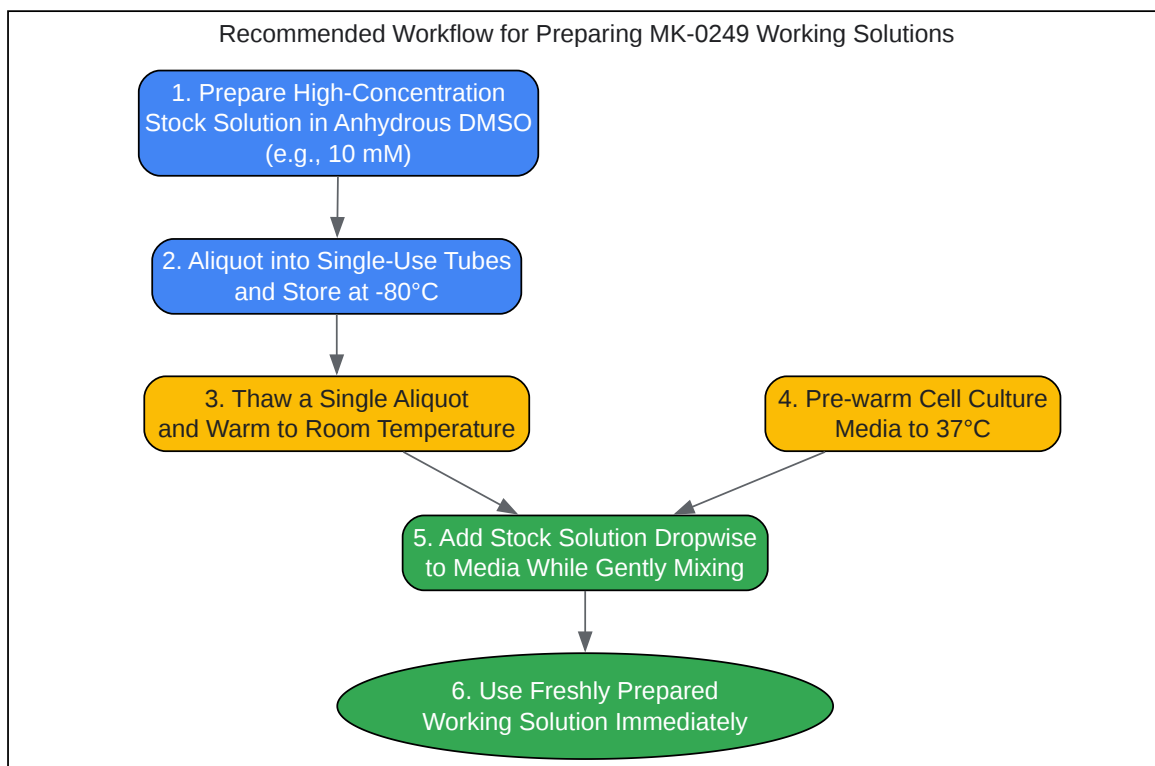 Recommended Workflow for Preparing MK-0249 Working Solutions
1. Prepare High-Concentration
Stock Solution in Anhydrous DMSO
(e.g., 10 mM)
2. Aliquot into Single-Use Tubes
and Store at -80°C
3. Thaw a Single Aliquot
and Warm to Room Temperature
4. Pre-warm Cell Culture
Media to 37°C
5. Add Stock Solution Dropwise
to Media While Gently Mixing
6. Use Freshly Prepared
Working Solution Immediately